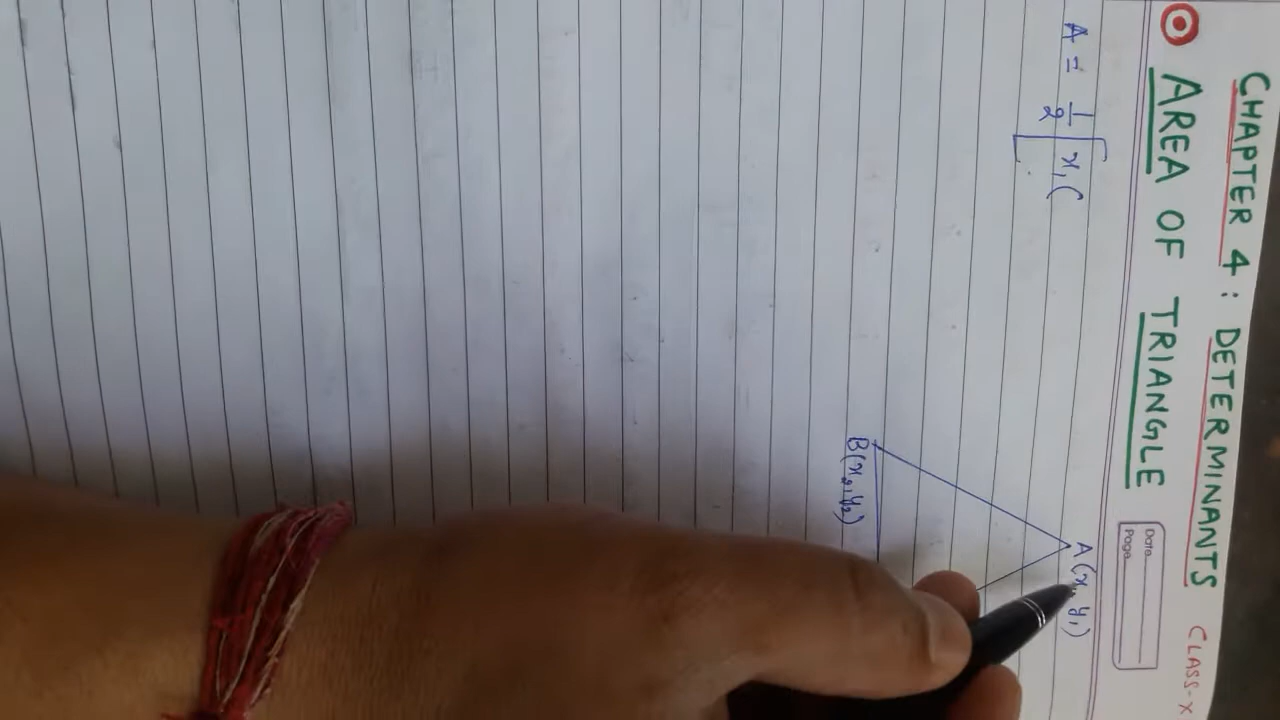 CHAPTER 4: DETERMINANTS
CLASS-X
AREA OF TRIANGLE
Date
Page
A = 1/2 [ x₁(
A(x₁, y₁)
B(x₂, y₂)